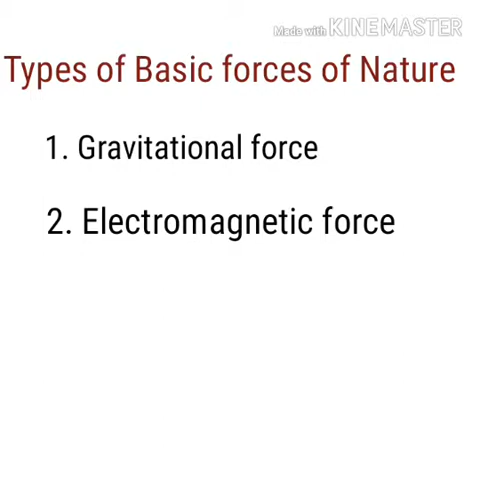 Made with KINEMASTER
Types of Basic forces of Nature
1. Gravitational force
2. Electromagnetic force